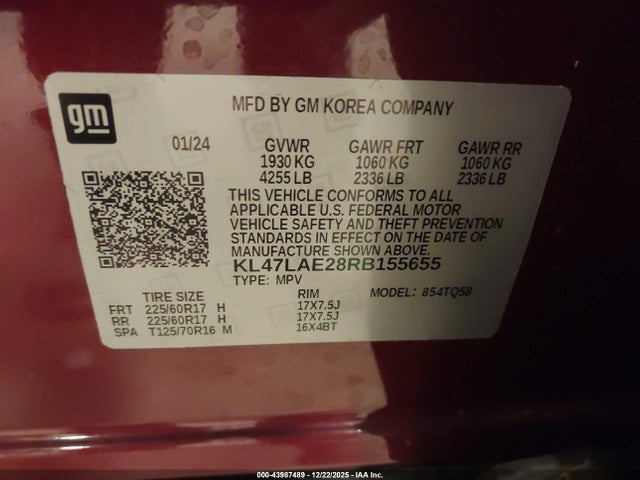 gm
MFD BY GM KOREA COMPANY
01/24 GVWR GAWR FRT GAWR RR
1930 KG 1060 KG 1060 KG
4255 LB 2336 LB 2336 LB
THIS VEHICLE CONFORMS TO ALL
APPLICABLE U.S. FEDERAL MOTOR
VEHICLE SAFETY AND THEFT PREVENTION
STANDARDS IN EFFECT ON THE DATE OF
MANUFACTURE SHOWN ABOVE.
KL47LAE28RB155655
TYPE: MPV MODEL: 854TQ58
TIRE SIZE RIM
FRT 225/60R17 H 17X7.5J
RR 225/60R17 H 17X7.5J
SPA T125/70R16 M 16X4BT
000-43987489 - 12/22/2025 - IAA Inc.